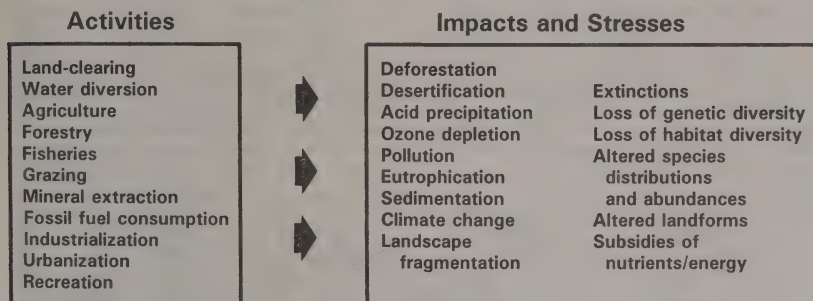 Activities
Land-clearing
Water diversion
Agriculture
Forestry
Fisheries
Grazing
Mineral extraction
Fossil fuel consumption
Industrialization
Urbanization
Recreation
Impacts and Stresses
Deforestation
Desertification
Acid precipitation
Ozone depletion
Pollution
Eutrophication
Sedimentation
Climate change
Landscape
fragmentation
Extinctions
Loss of genetic diversity
Loss of habitat diversity
Altered species
distributions
and abundances
Altered landforms
Subsidies of
nutrients/energy